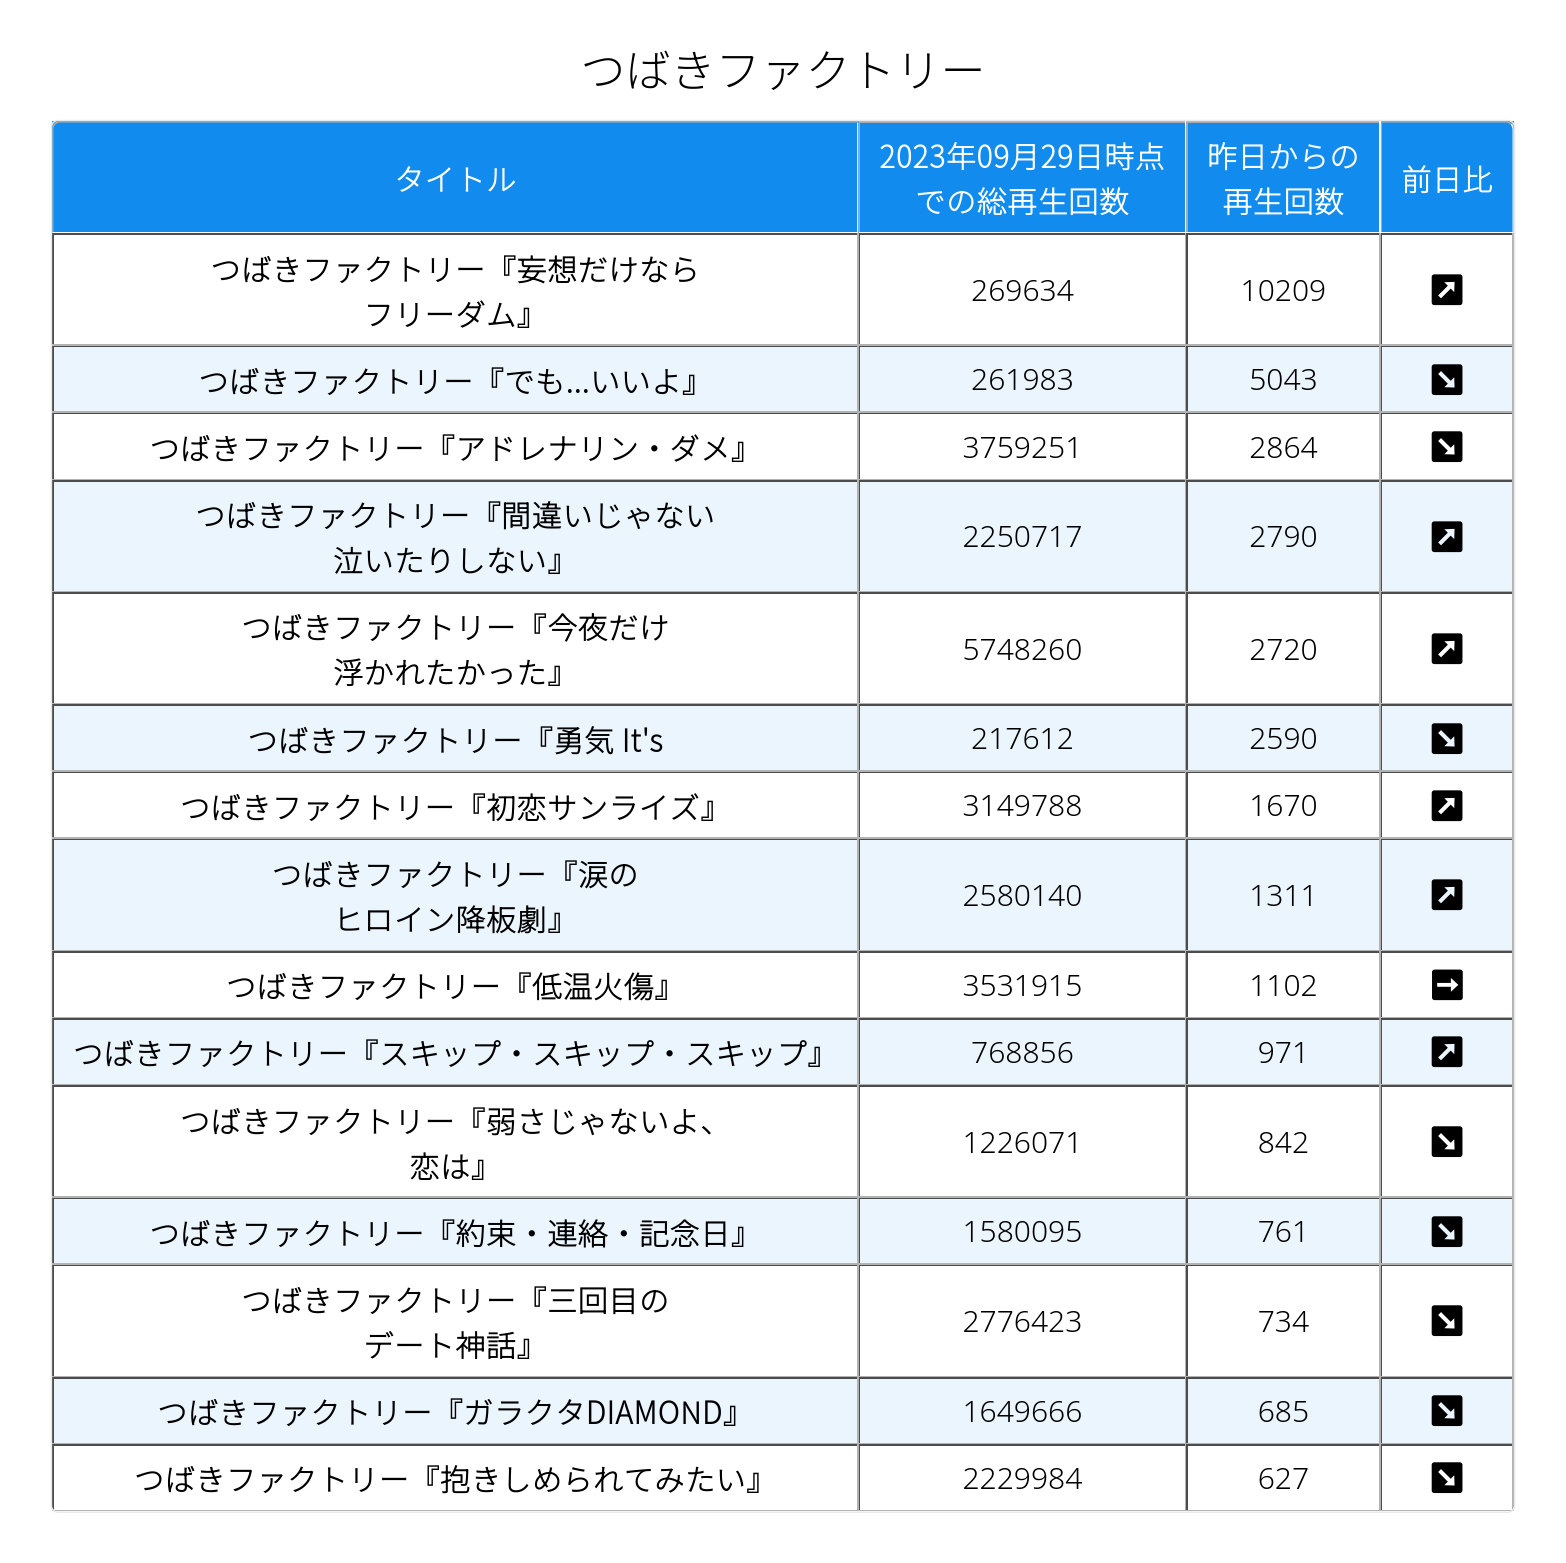 つばきファクトリー
タイトル
2023年09月29日時点
での総再生回数
昨日からの
再生回数
前日比
つばきファクトリー『妄想だけなら
フリーダム』
269634
10209
つばきファクトリー『でも...いいよ』
261983
5043
つばきファクトリー『アドレナリン・ダメ』
3759251
2864
つばきファクトリー『間違いじゃない
泣いたりしない』
2250717
2790
つばきファクトリー『今夜だけ
浮かれたかった』
5748260
2720
つばきファクトリー『勇気 It's
217612
2590
つばきファクトリー『初恋サンライズ』
3149788
1670
つばきファクトリー『涙の
ヒロイン降板劇』
2580140
1311
つばきファクトリー『低温火傷』
3531915
1102
つばきファクトリー『スキップ・スキップ・スキップ』
768856
971
つばきファクトリー『弱さじゃないよ、
恋は』
1226071
842
つばきファクトリー『約束・連絡・記念日』
1580095
761
つばきファクトリー『三回目の
デート神話』
2776423
734
つばきファクトリー『ガラクタDIAMOND』
1649666
685
つばきファクトリー『抱きしめられてみたい』
2229984
627